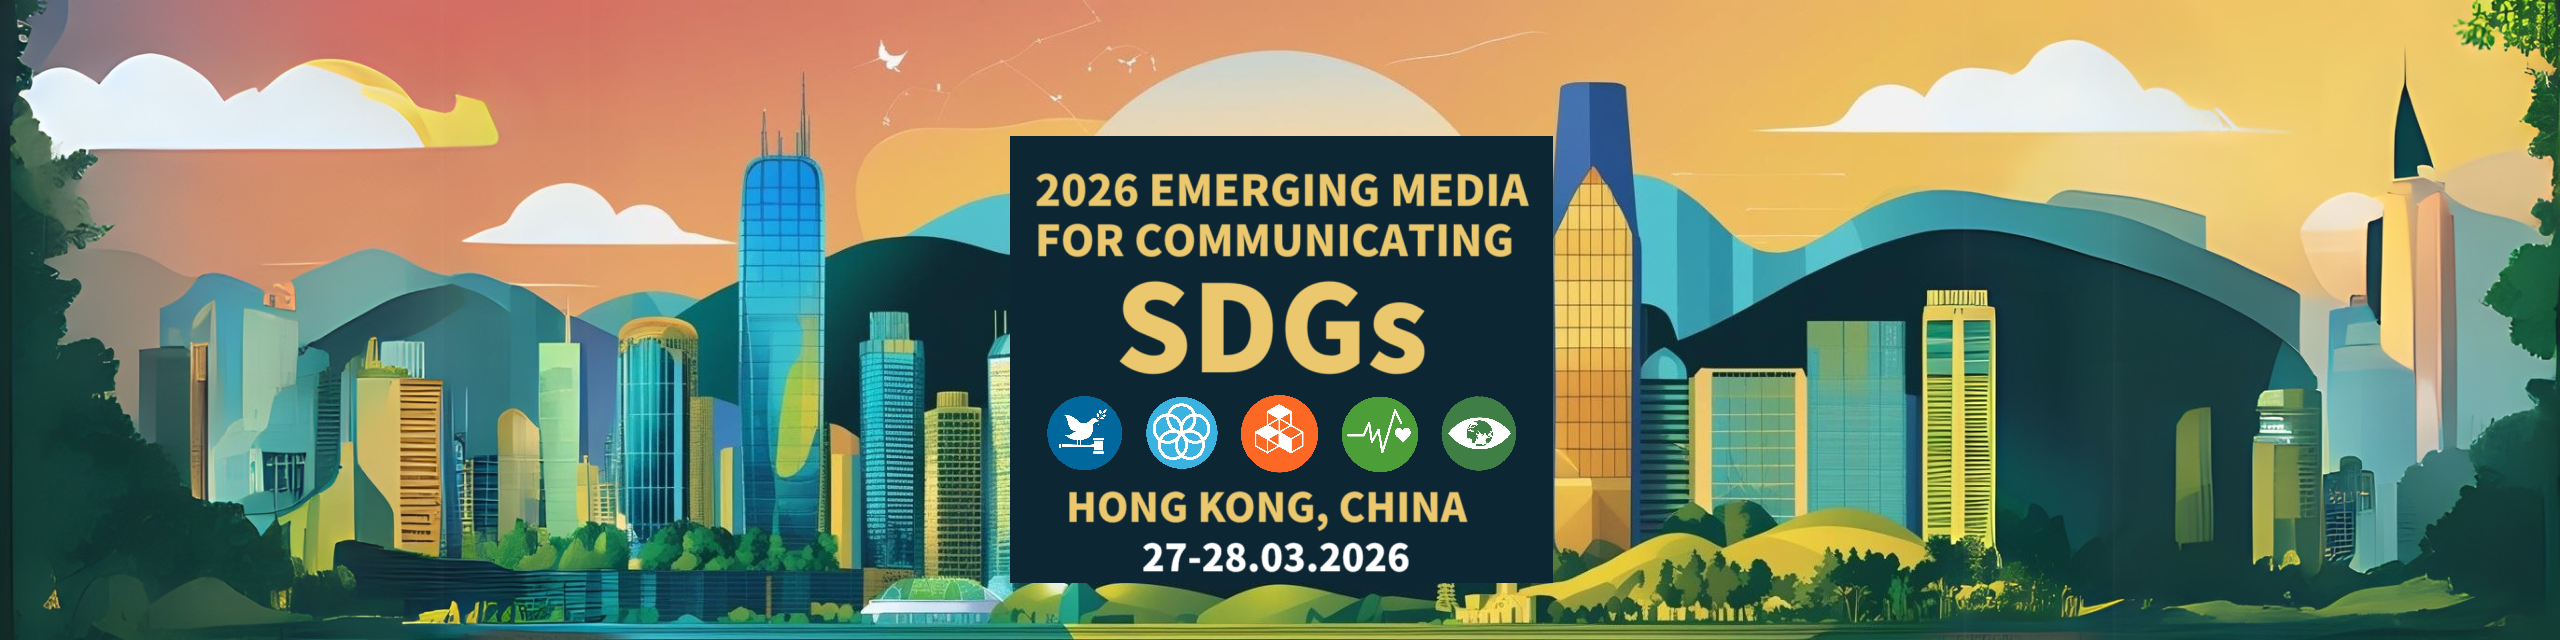 2026 EMERGING MEDIA
FOR COMMUNICATING
SDGs
HONG KONG, CHINA
27-28.03.2026